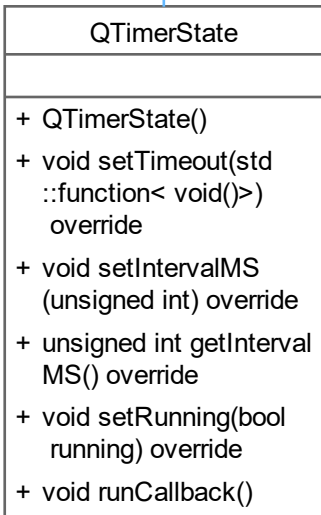 QTimerState
+ QTimerState()
+ void setTimeout(std
::function< void()>)
override
+ void setIntervalMS
(unsigned int) override
+ unsigned int getInterval
MS() override
+ void setRunning(bool
running) override
+ void runCallback()